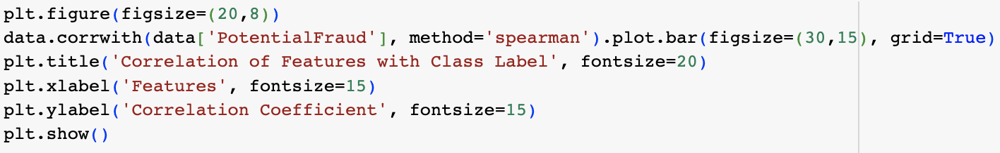 plt.figure(figsize=(20,8))
data.corrwith(data['PotentialFraud'], method='spearman').plot.bar(figsize=(30,15), grid=True)
plt.title('Correlation of Features with Class Label', fontsize=20)
plt.xlabel('Features', fontsize=15)
plt.ylabel('Correlation Coefficient', fontsize=15)
plt.show()